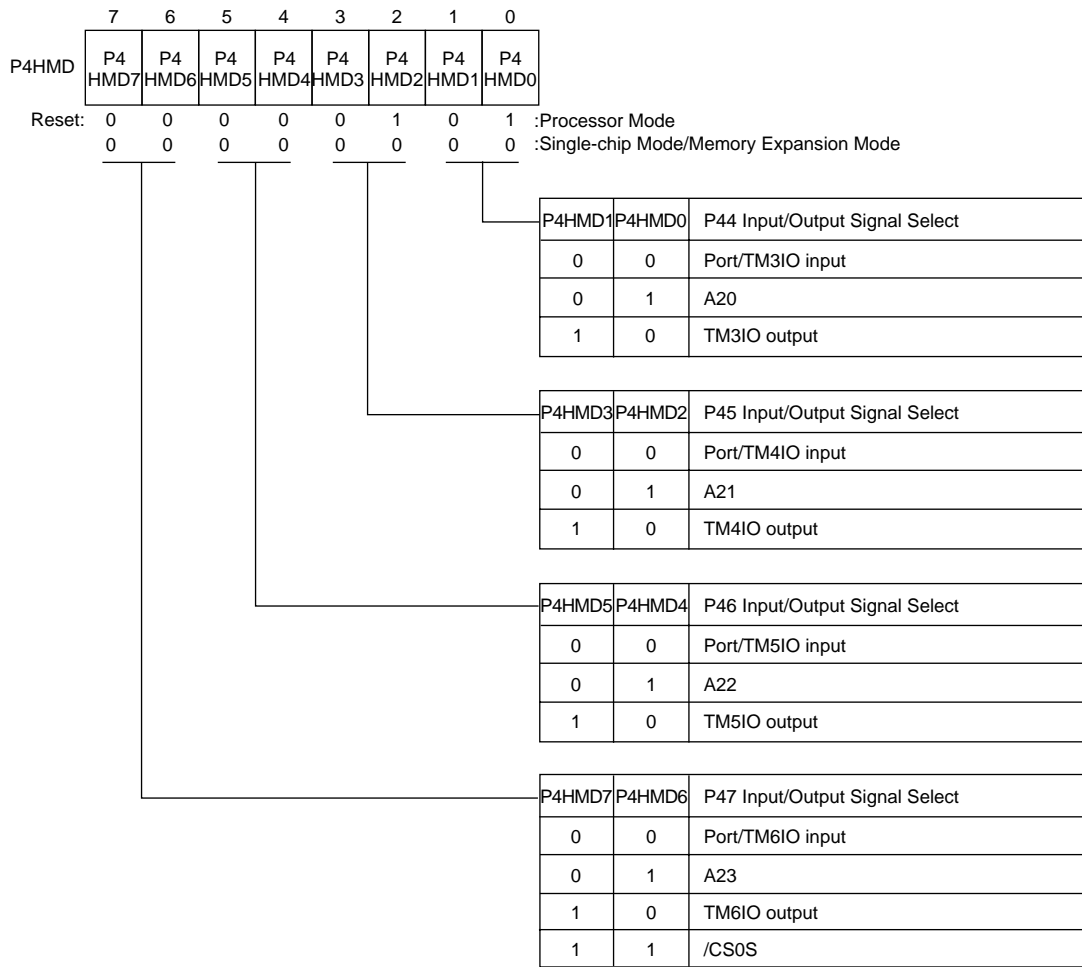 7 6 5 4 3 2 1 0
P4HMD P4 HMD7 P4 HMD6 P4 HMD5 P4 HMD4 P4 HMD3 P4 HMD2 P4 HMD1 P4 HMD0
Reset: 0 0 0 0 0 1 0 1 :Processor Mode
0 0 0 0 0 0 0 0 :Single-chip Mode/Memory Expansion Mode
P4HMD1 P4HMD0 P44 Input/Output Signal Select
0 0 Port/TM3IO input
0 1 A20
1 0 TM3IO output
P4HMD3 P4HMD2 P45 Input/Output Signal Select
0 0 Port/TM4IO input
0 1 A21
1 0 TM4IO output
P4HMD5 P4HMD4 P46 Input/Output Signal Select
0 0 Port/TM5IO input
0 1 A22
1 0 TM5IO output
P4HMD7 P4HMD6 P47 Input/Output Signal Select
0 0 Port/TM6IO input
0 1 A23
1 0 TM6IO output
1 1 /CS0S